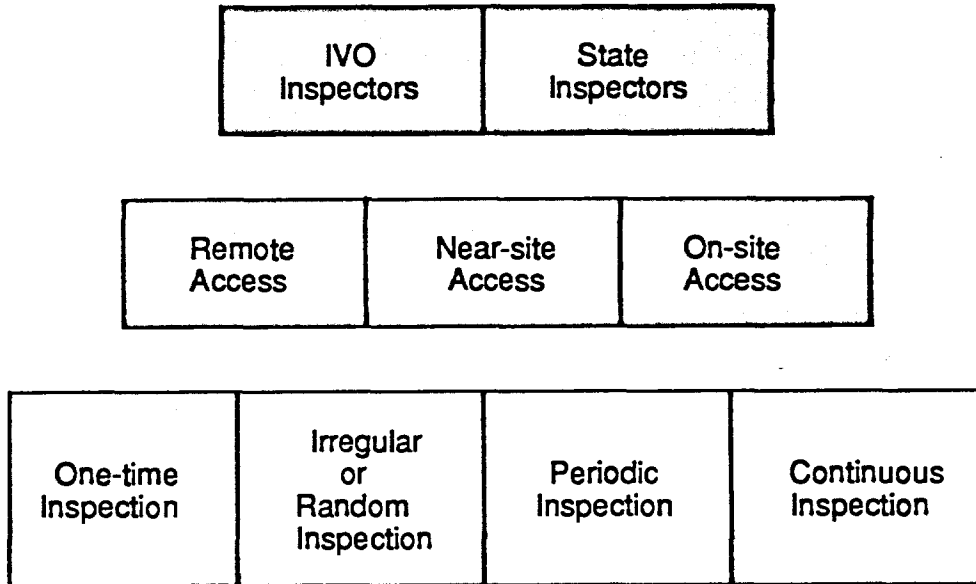 IVO
Inspectors
State
Inspectors
Remote
Access
Near-site
Access
On-site
Access
One-time
Inspection
Irregular
or
Random
Inspection
Periodic
Inspection
Continuous
Inspection